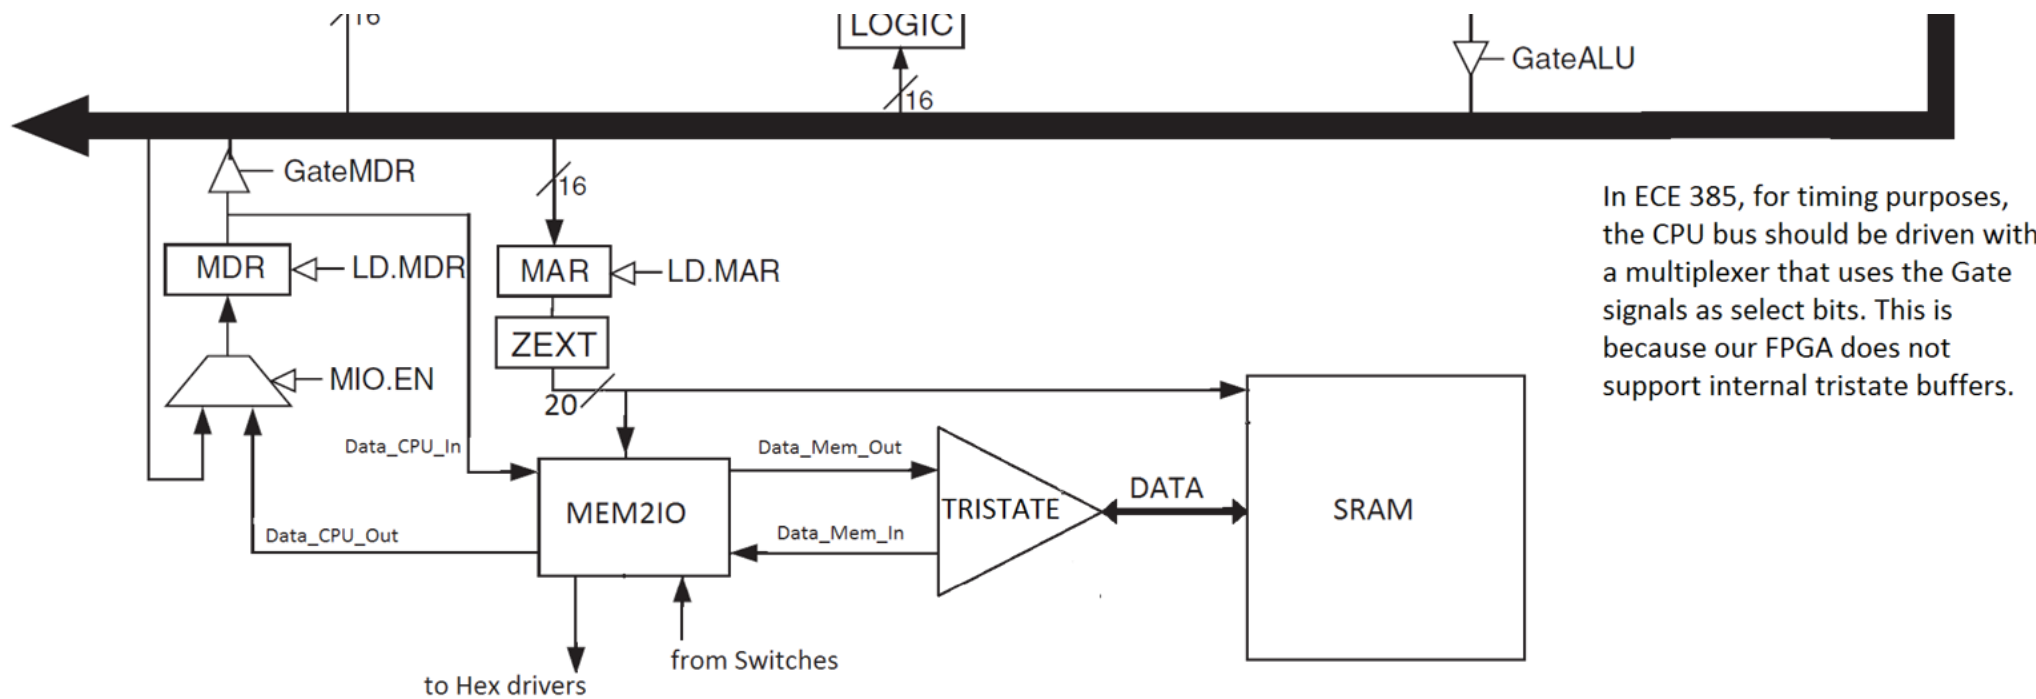 16
LOGIC
GateALU
16
GateMDR
16
In ECE 385, for timing purposes,
the CPU bus should be driven with
a multiplexer that uses the Gate
signals as select bits. This is
because our FPGA does not
support internal tristate buffers.
MDR
LD.MDR
MAR
LD.MAR
ZEXT
MIO.EN
20
Data_CPU_In
Data_Mem_Out
MEM2IO
TRISTATE
DATA
SRAM
Data_CPU_Out
Data_Mem_In
from Switches
to Hex drivers